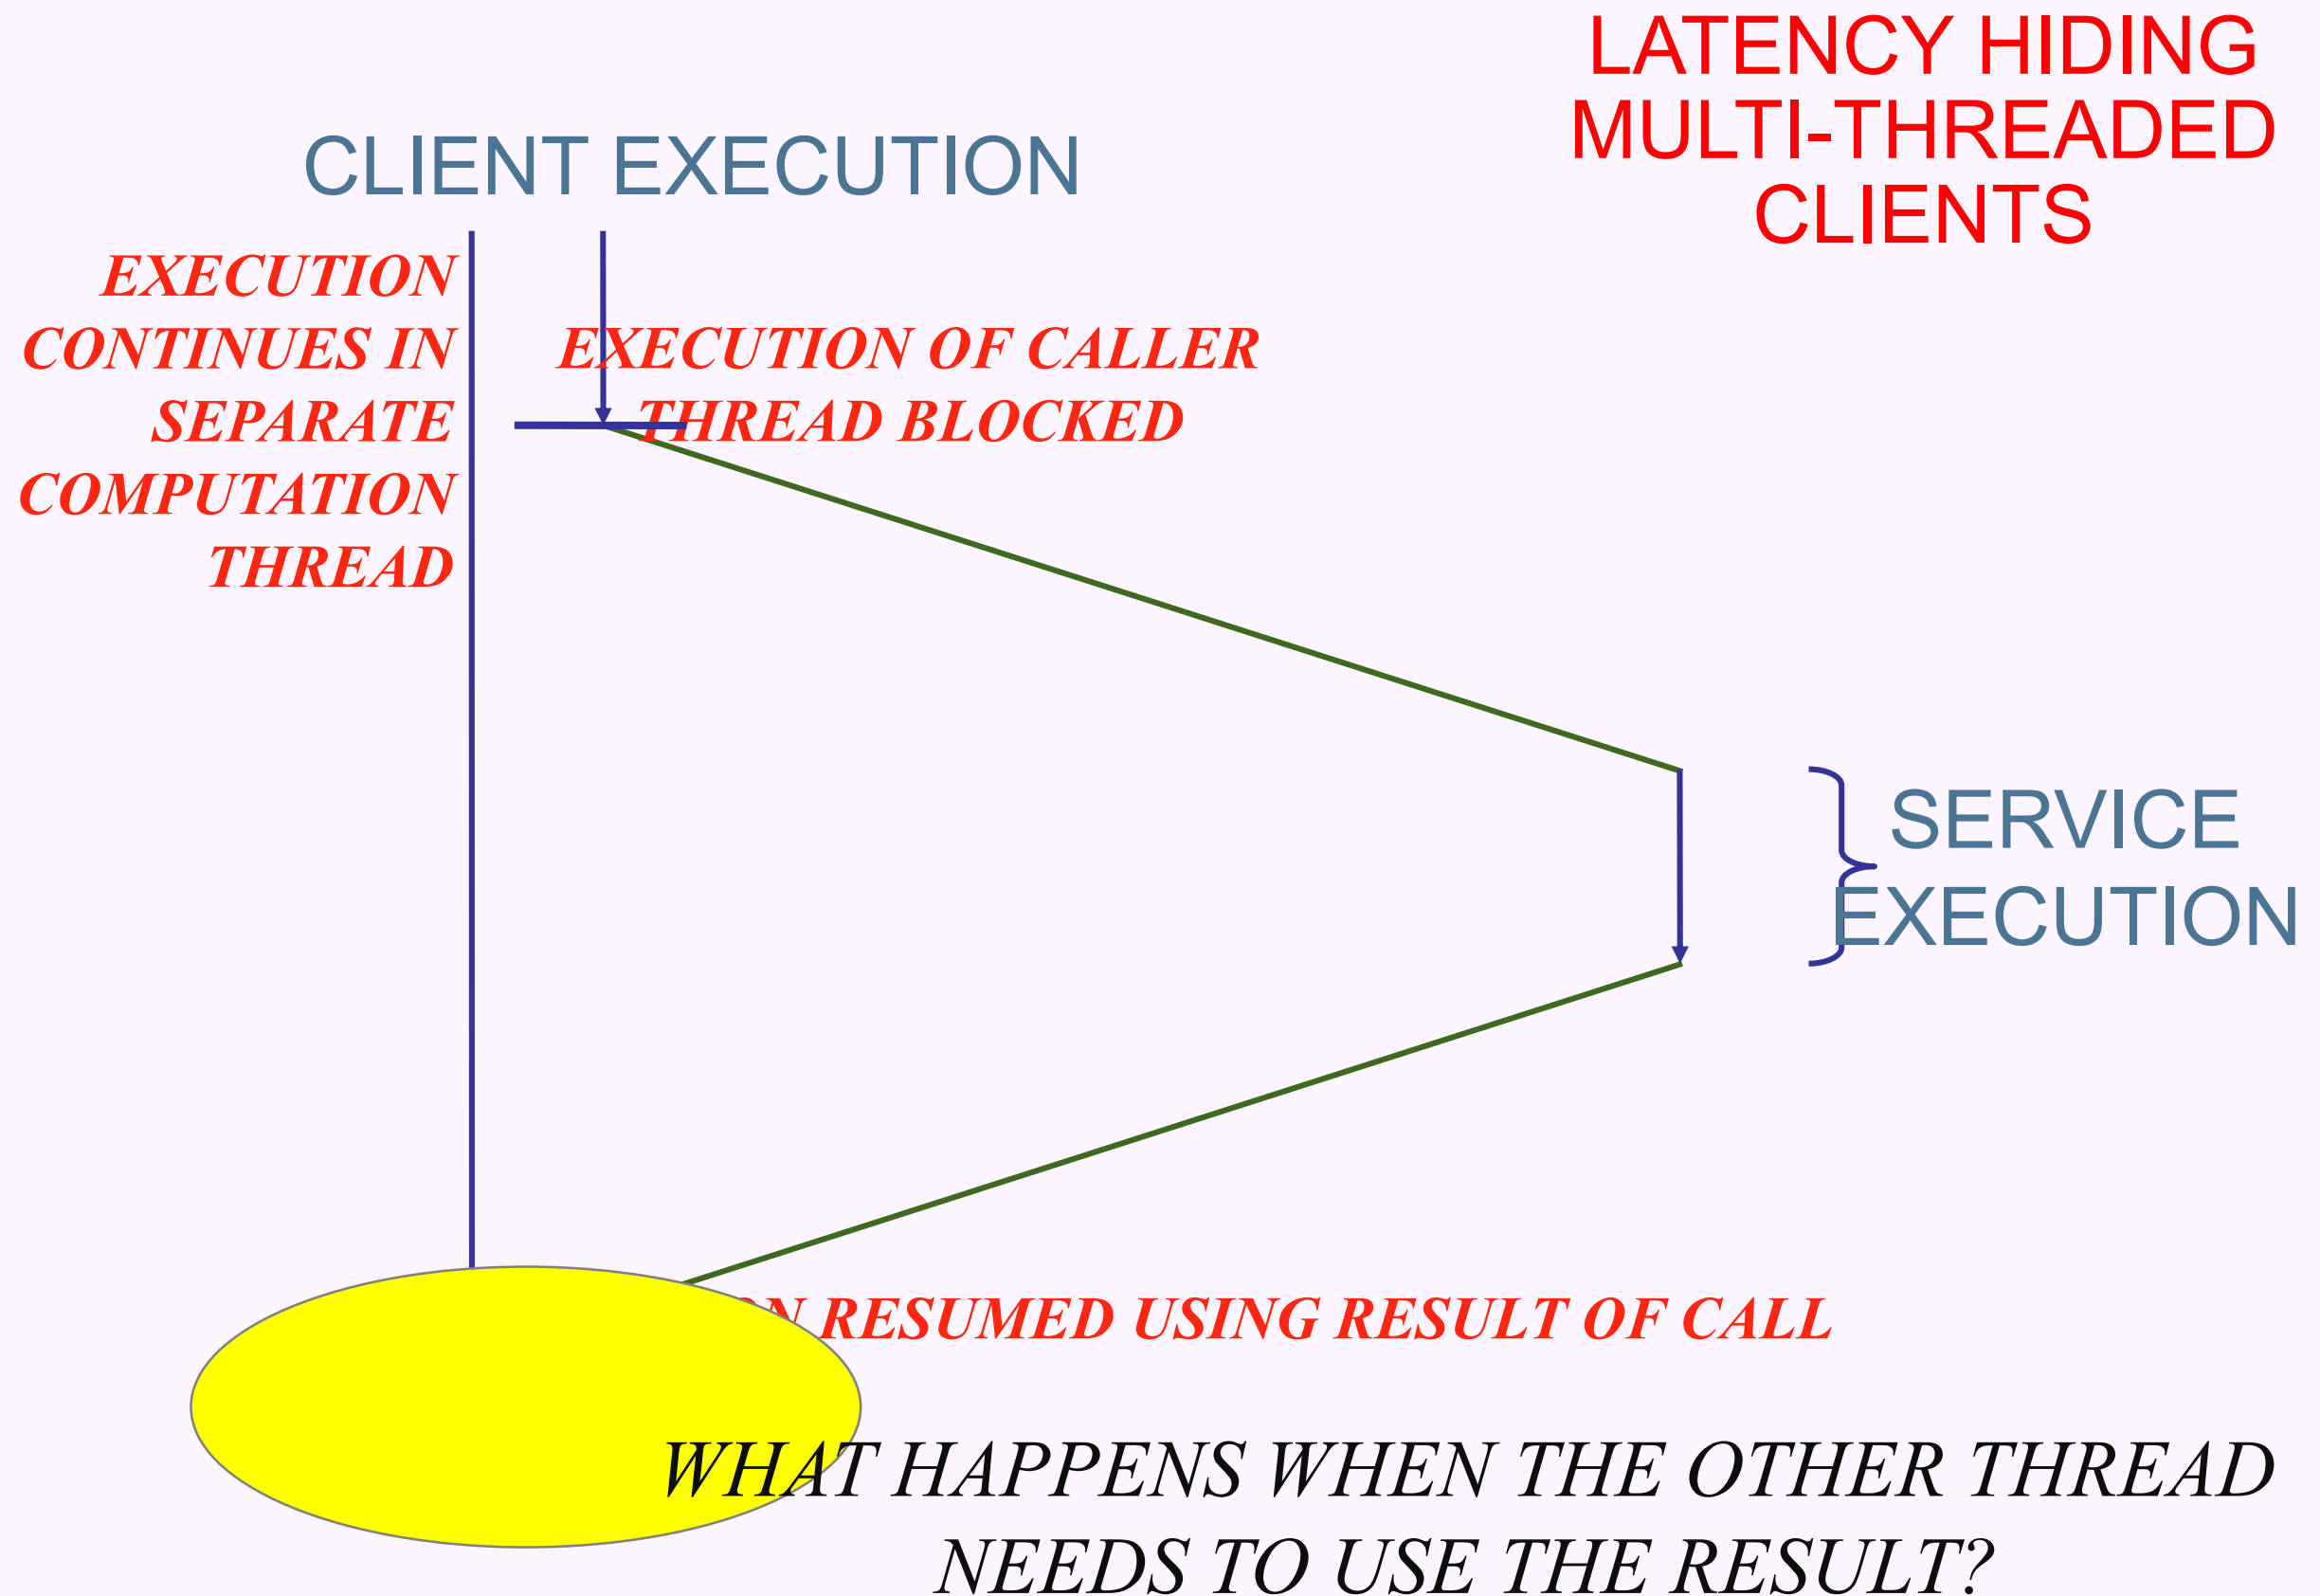 LATENCY HIDING
MULTI-THREADED
CLIENTS
CLIENT EXECUTION
EXECUTION
CONTINUES IN
SEPARATE
COMPUTATION
THREAD
EXECUTION OF CALLER
THREAD BLOCKED
SERVICE
EXECUTION
RESUMED USING RESULT OF CALL
WHAT HAPPENS WHEN THE OTHER THREAD
NEEDS TO USE THE RESULT?